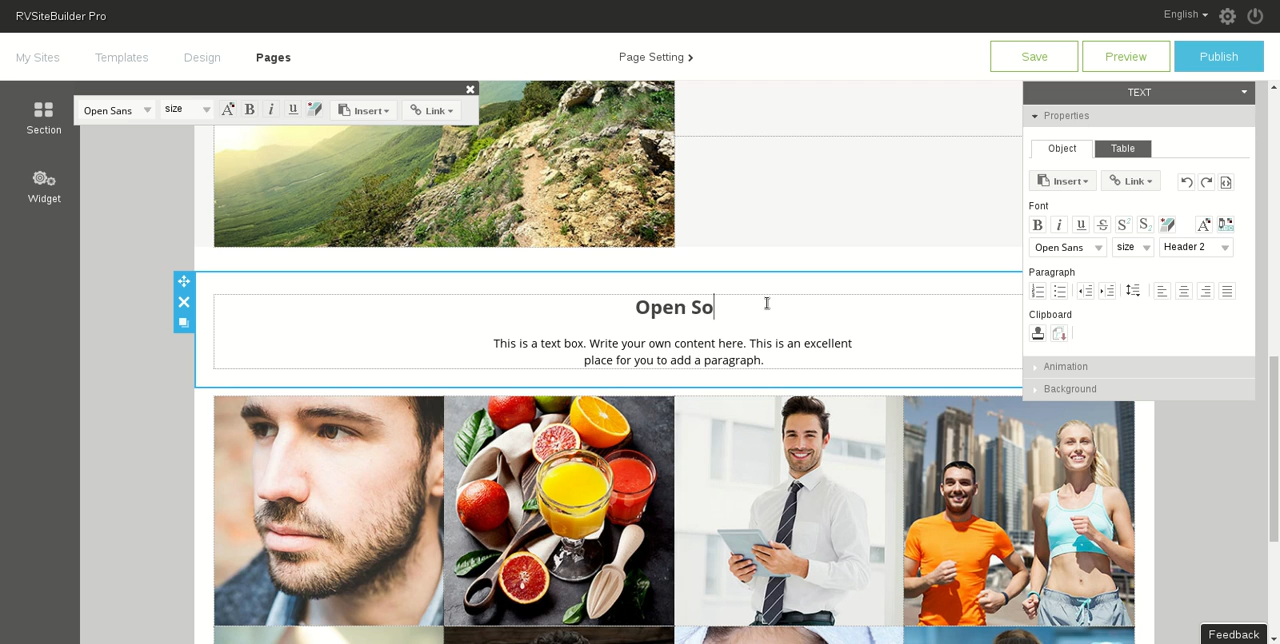 RVSiteBuilder Pro
English
My Sites
Templates
Design
Pages
Page Setting
Save
Preview
Publish
Section
Widget
Open Sans
size
A
B
i
u
Insert
Link
TEXT
Properties
Object
Table
Insert
Link
Font
B
i
u
S
S²
S₂
A
Open Sans
size
Header 2
Paragraph
Clipboard
Animation
Background
Open So
This is a text box. Write your own content here. This is an excellent
place for you to add a paragraph.
Feedback